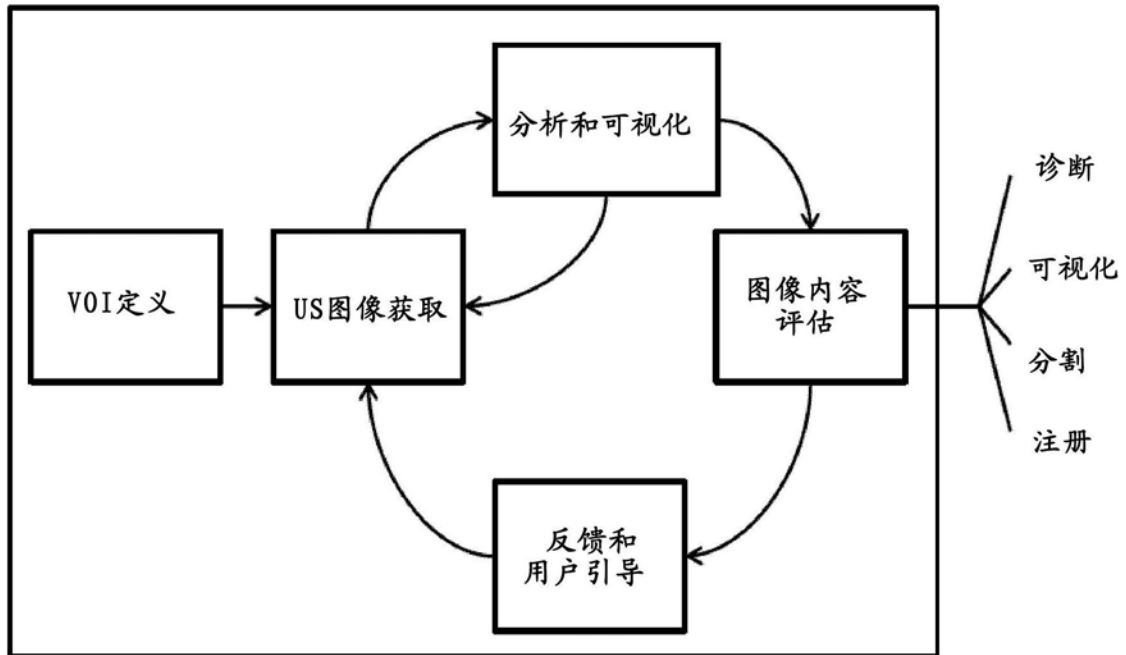 分析和可视化
诊断
VOI定义
US图像获取
图像内容
评估
可视化
分割
注册
反馈和
用户引导